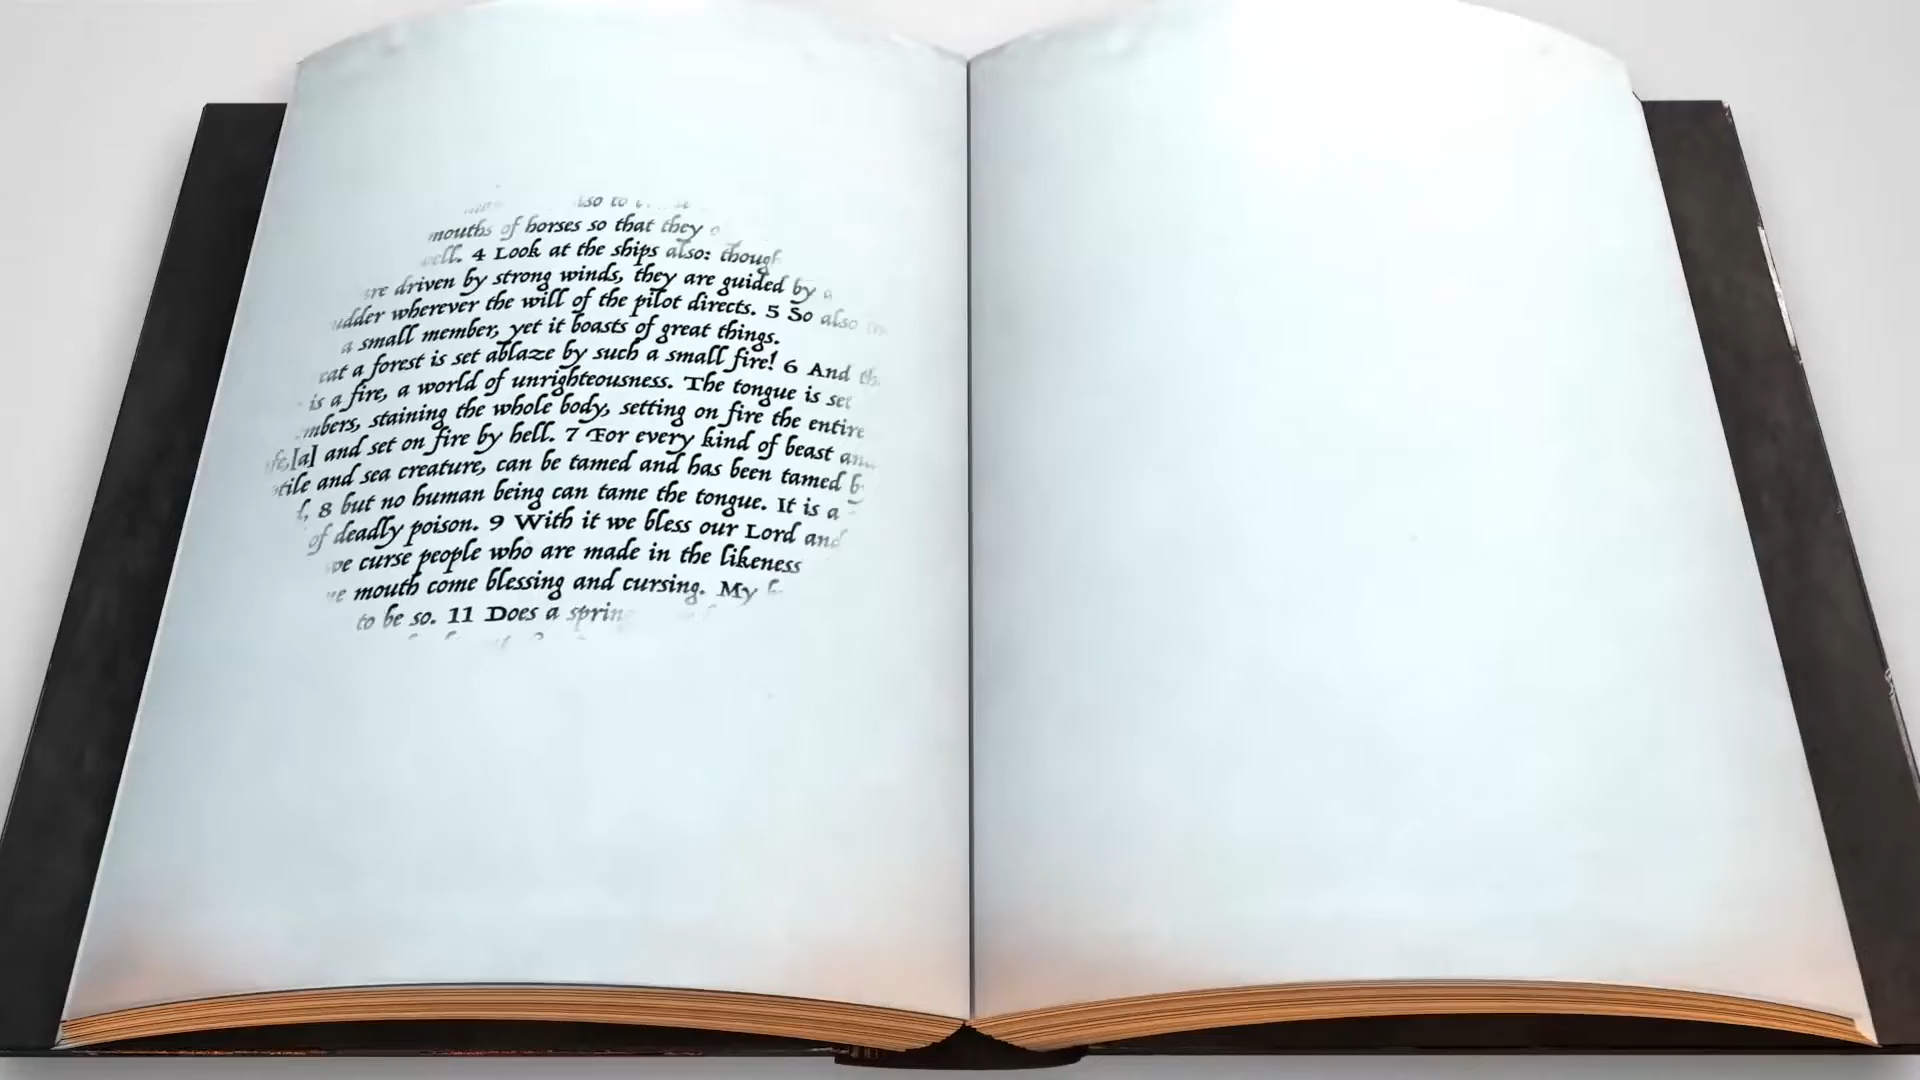 so to
mouths of horses so that they
4 Look at the ships also: though
driven by strong winds, they are guided by
wherever the will of the pilot directs. 5 So also
a small member, yet it boasts of great things.
a forest is set ablaze by such a small fire! 6 And
is a fire, a world of unrighteousness. The tongue is set
staining the whole body, setting on fire the entire
[a] and set on fire by hell. 7 For every kind of beast
and sea creature, can be tamed and has been tamed
8 but no human being can tame the tongue. It is a
of deadly poison. 9 With it we bless our Lord and
curse people who are made in the likeness
mouth come blessing and cursing. My
to be so. 11 Does a spring